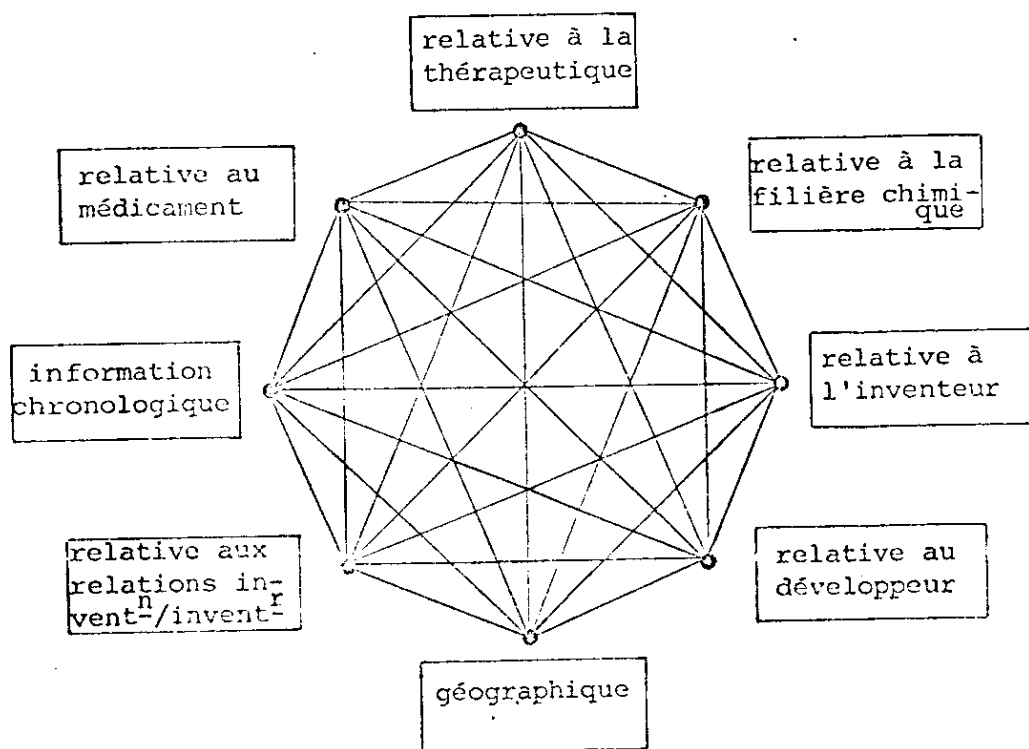 relative à la
thérapeutique
relative au
médicament
relative à la
filière chimi-
que
information
chronologique
relative à
l'inventeur
relative aux
relations in-
ventn/inventr
relative au
développeur
géographique